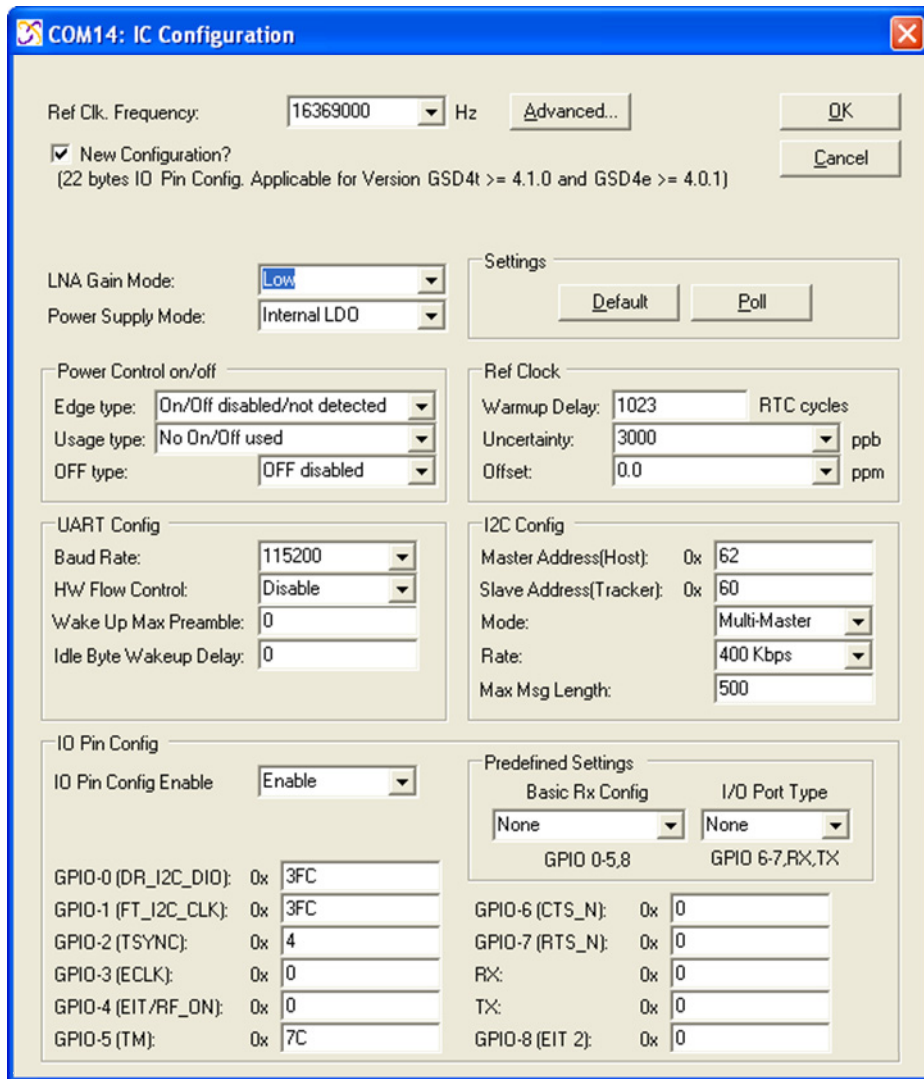 COM14: IC Configuration
Ref Clk. Frequency: 16369000 Hz Advanced... OK
New Configuration? Cancel
(22 bytes IO Pin Config. Applicable for Version GSD4t >= 4.1.0 and GSD4e >= 4.0.1)
LNA Gain Mode: Low
Power Supply Mode: Internal LDO
Settings
Default Poll
Power Control on/off
Edge type: On/Off disabled/not detected
Usage type: No On/Off used
OFF type: OFF disabled
Ref Clock
Warmup Delay: 1023 RTC cycles
Uncertainty: 3000 ppb
Offset: 0.0 ppm
UART Config
Baud Rate: 115200
HW Flow Control: Disable
Wake Up Max Preamble: 0
Idle Byte Wakeup Delay: 0
I2C Config
Master Address(Host): 0x 62
Slave Address(Tracker): 0x 60
Mode: Multi-Master
Rate: 400 Kbps
Max Msg Length: 500
IO Pin Config
IO Pin Config Enable Enable
Predefined Settings
Basic Rx Config I/O Port Type
None None
GPIO 0-5,8 GPIO 6-7,RX,TX
GPIO-0 (DR_I2C_DIO): 0x 3FC
GPIO-1 (FT_I2C_CLK): 0x 3FC
GPIO-2 (TSYNC): 0x 4
GPIO-3 (ECLK): 0x 0
GPIO-4 (EIT/RF_ON): 0x 0
GPIO-5 (TM): 0x 7C
GPIO-6 (CTS_N): 0x 0
GPIO-7 (RTS_N): 0x 0
RX: 0x 0
TX: 0x 0
GPIO-8 (EIT 2): 0x 0